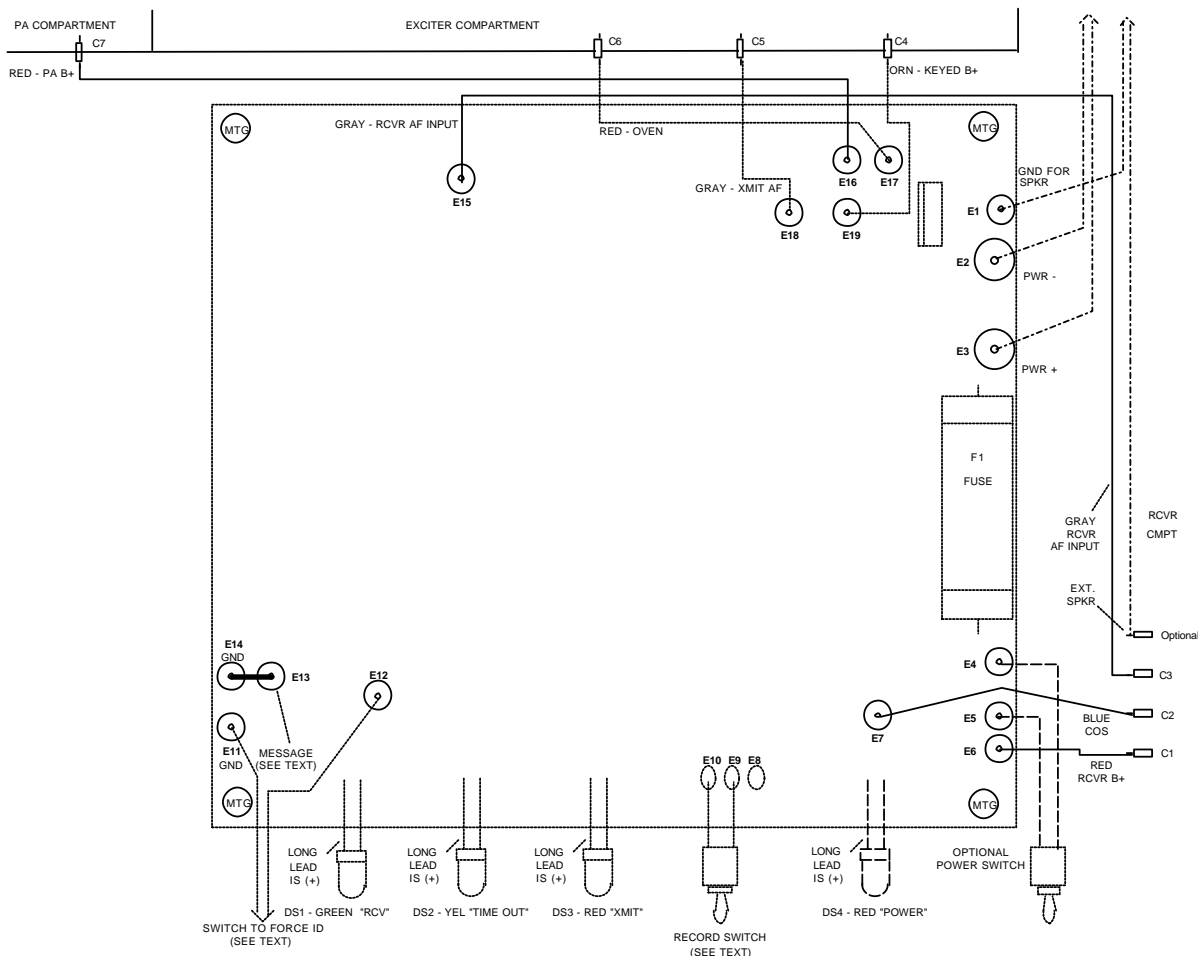 PA COMPARTMENT
EXCITER COMPARTMENT
C7
C6
C5
C4
RED - PA B+
ORN - KEYED B+
MTG
GRAY - RCVR AF INPUT
RED - OVEN
MTG
E15
GRAY - XMIT AF
E16
E17
E18
E19
GND FOR
SPKR
E1
E2
PWR -
E3
PWR +
F1
FUSE
GRAY
RCVR
AF INPUT
RCVR
CMPT
EXT.
SPKR
Optional
E14
GND
E13
E12
E4
C3
E7
E5
BLUE
COS
C2
E11
GND
MESSAGE
(SEE TEXT)
E10
E9
E8
E6
RED
RCVR B+
C1
MTG
MTG
LONG
LEAD
IS (+)
LONG
LEAD
IS (+)
LONG
LEAD
IS (+)
LONG
LEAD
IS (+)
OPTIONAL
POWER SWITCH
DS1 - GREEN "RCV"
DS2 - YEL "TIME OUT"
DS3 - RED "XMIT"
DS4 - RED "POWER"
SWITCH TO FORCE ID
(SEE TEXT)
RECORD SWITCH
(SEE TEXT)